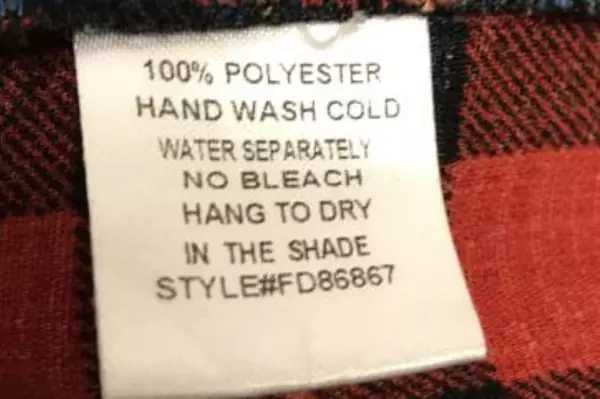 100% POLYESTER
HAND WASH COLD
WATER SEPARATELY
NO BLEACH
HANG TO DRY
IN THE SHADE
STYLE#FD86867